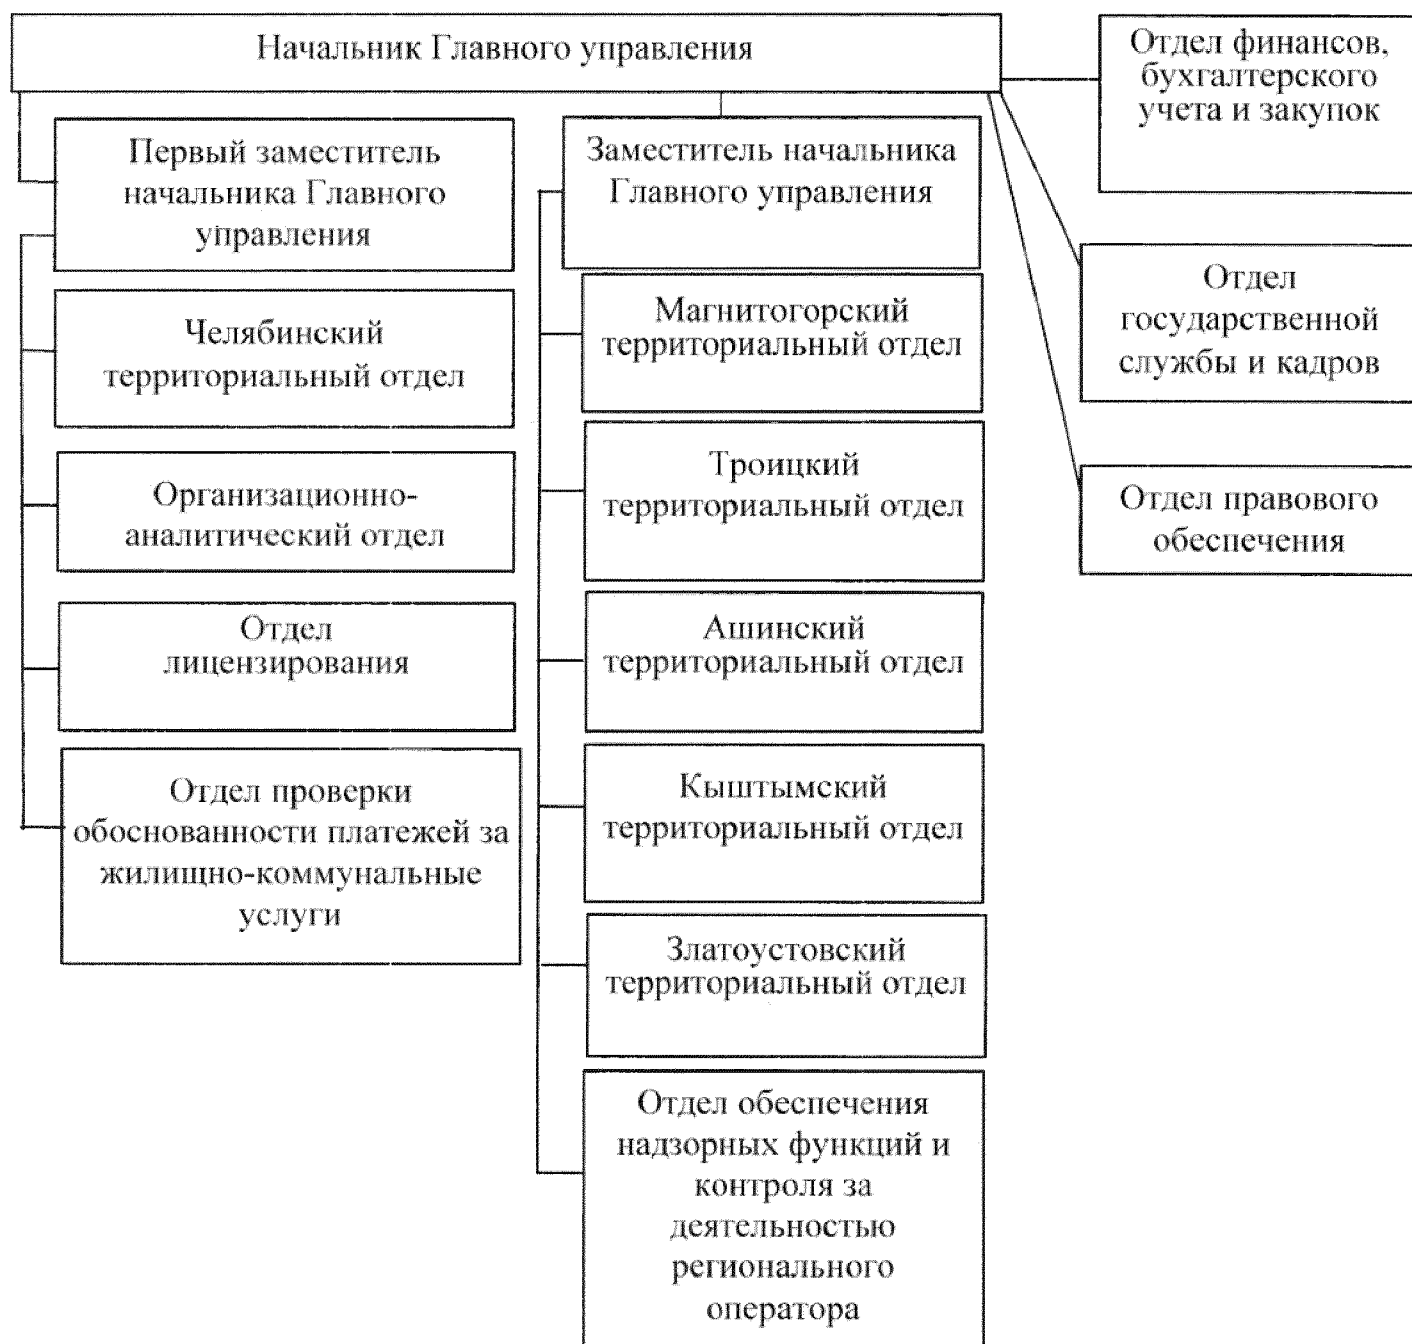 Начальник Главного управления
Отдел финансов,
бухгалтерского
учета и закупок
Первый заместитель
начальника Главного
управления
Заместитель начальника
Главного управления
Отдел
государственной
службы и кадров
Челябинский
территориальный отдел
Магнитогорский
территориальный отдел
Организационно-
аналитический отдел
Троицкий
территориальный отдел
Отдел правового
обеспечения
Отдел
лицензирования
Ашинский
территориальный отдел
Отдел проверки
обоснованности платежей за
жилищно-коммунальные
услуги
Кыштымский
территориальный отдел
Златоустовский
территориальный отдел
Отдел обеспечения
надзорных функций и
контроля за
деятельностью
регионального
оператора